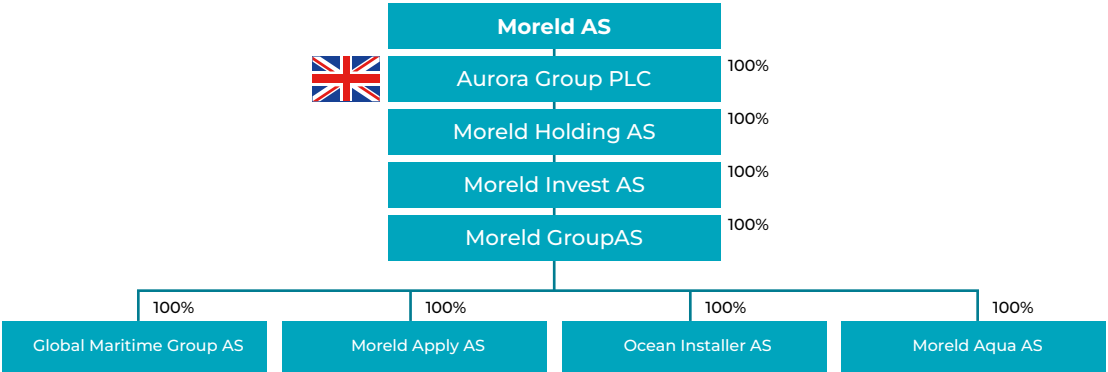 Moreld AS
Aurora Group PLC
100%
Moreld Holding AS
100%
Moreld Invest AS
100%
Moreld GroupAS
100%
100%
100%
100%
100%
Global Maritime Group AS
Moreld Apply AS
Ocean Installer AS
Moreld Aqua AS